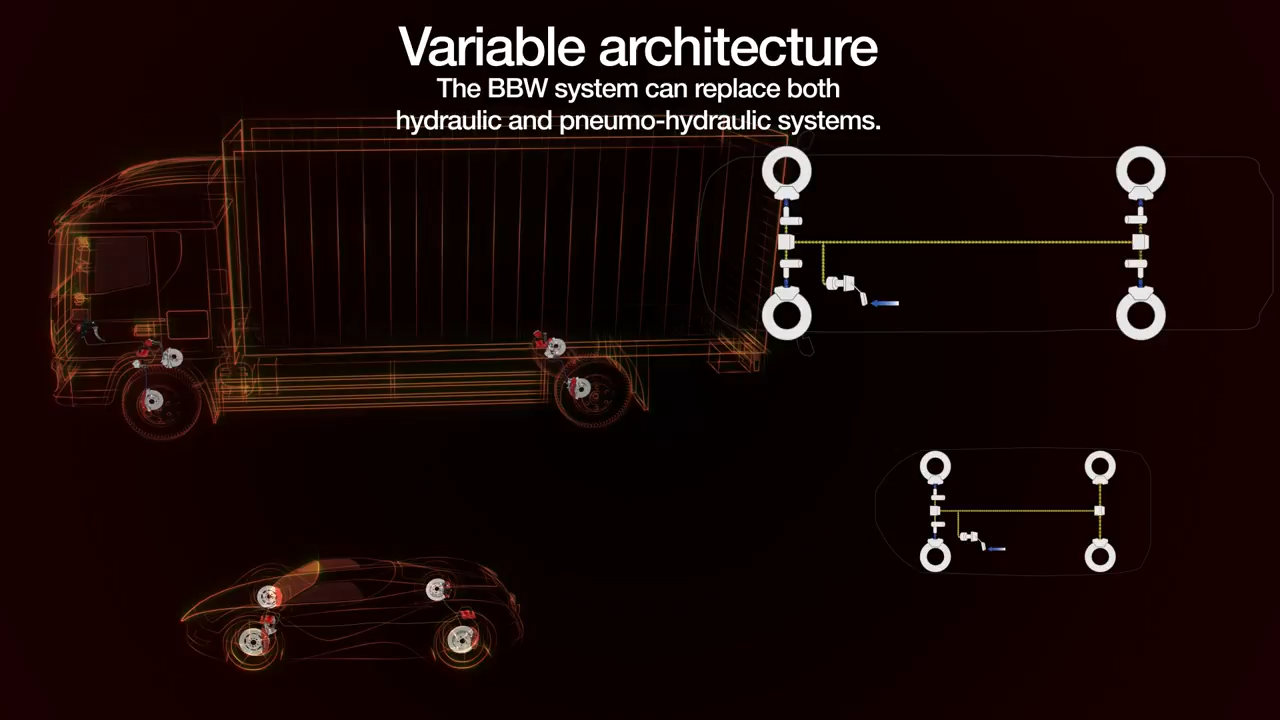 Variable architecture
The BBW system can replace both
hydraulic and pneumo-hydraulic systems.